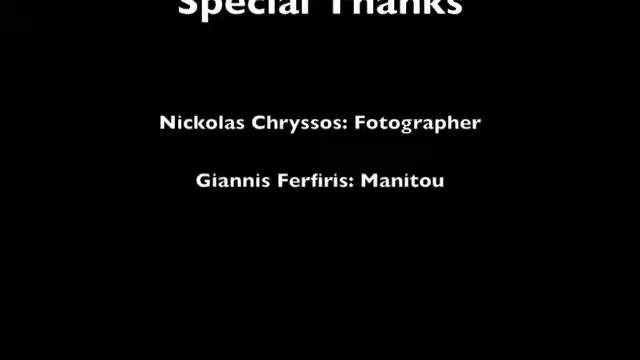 Special Thanks
Nickolas Chryssos: Fotographer
Giannis Ferfiris: Manitou